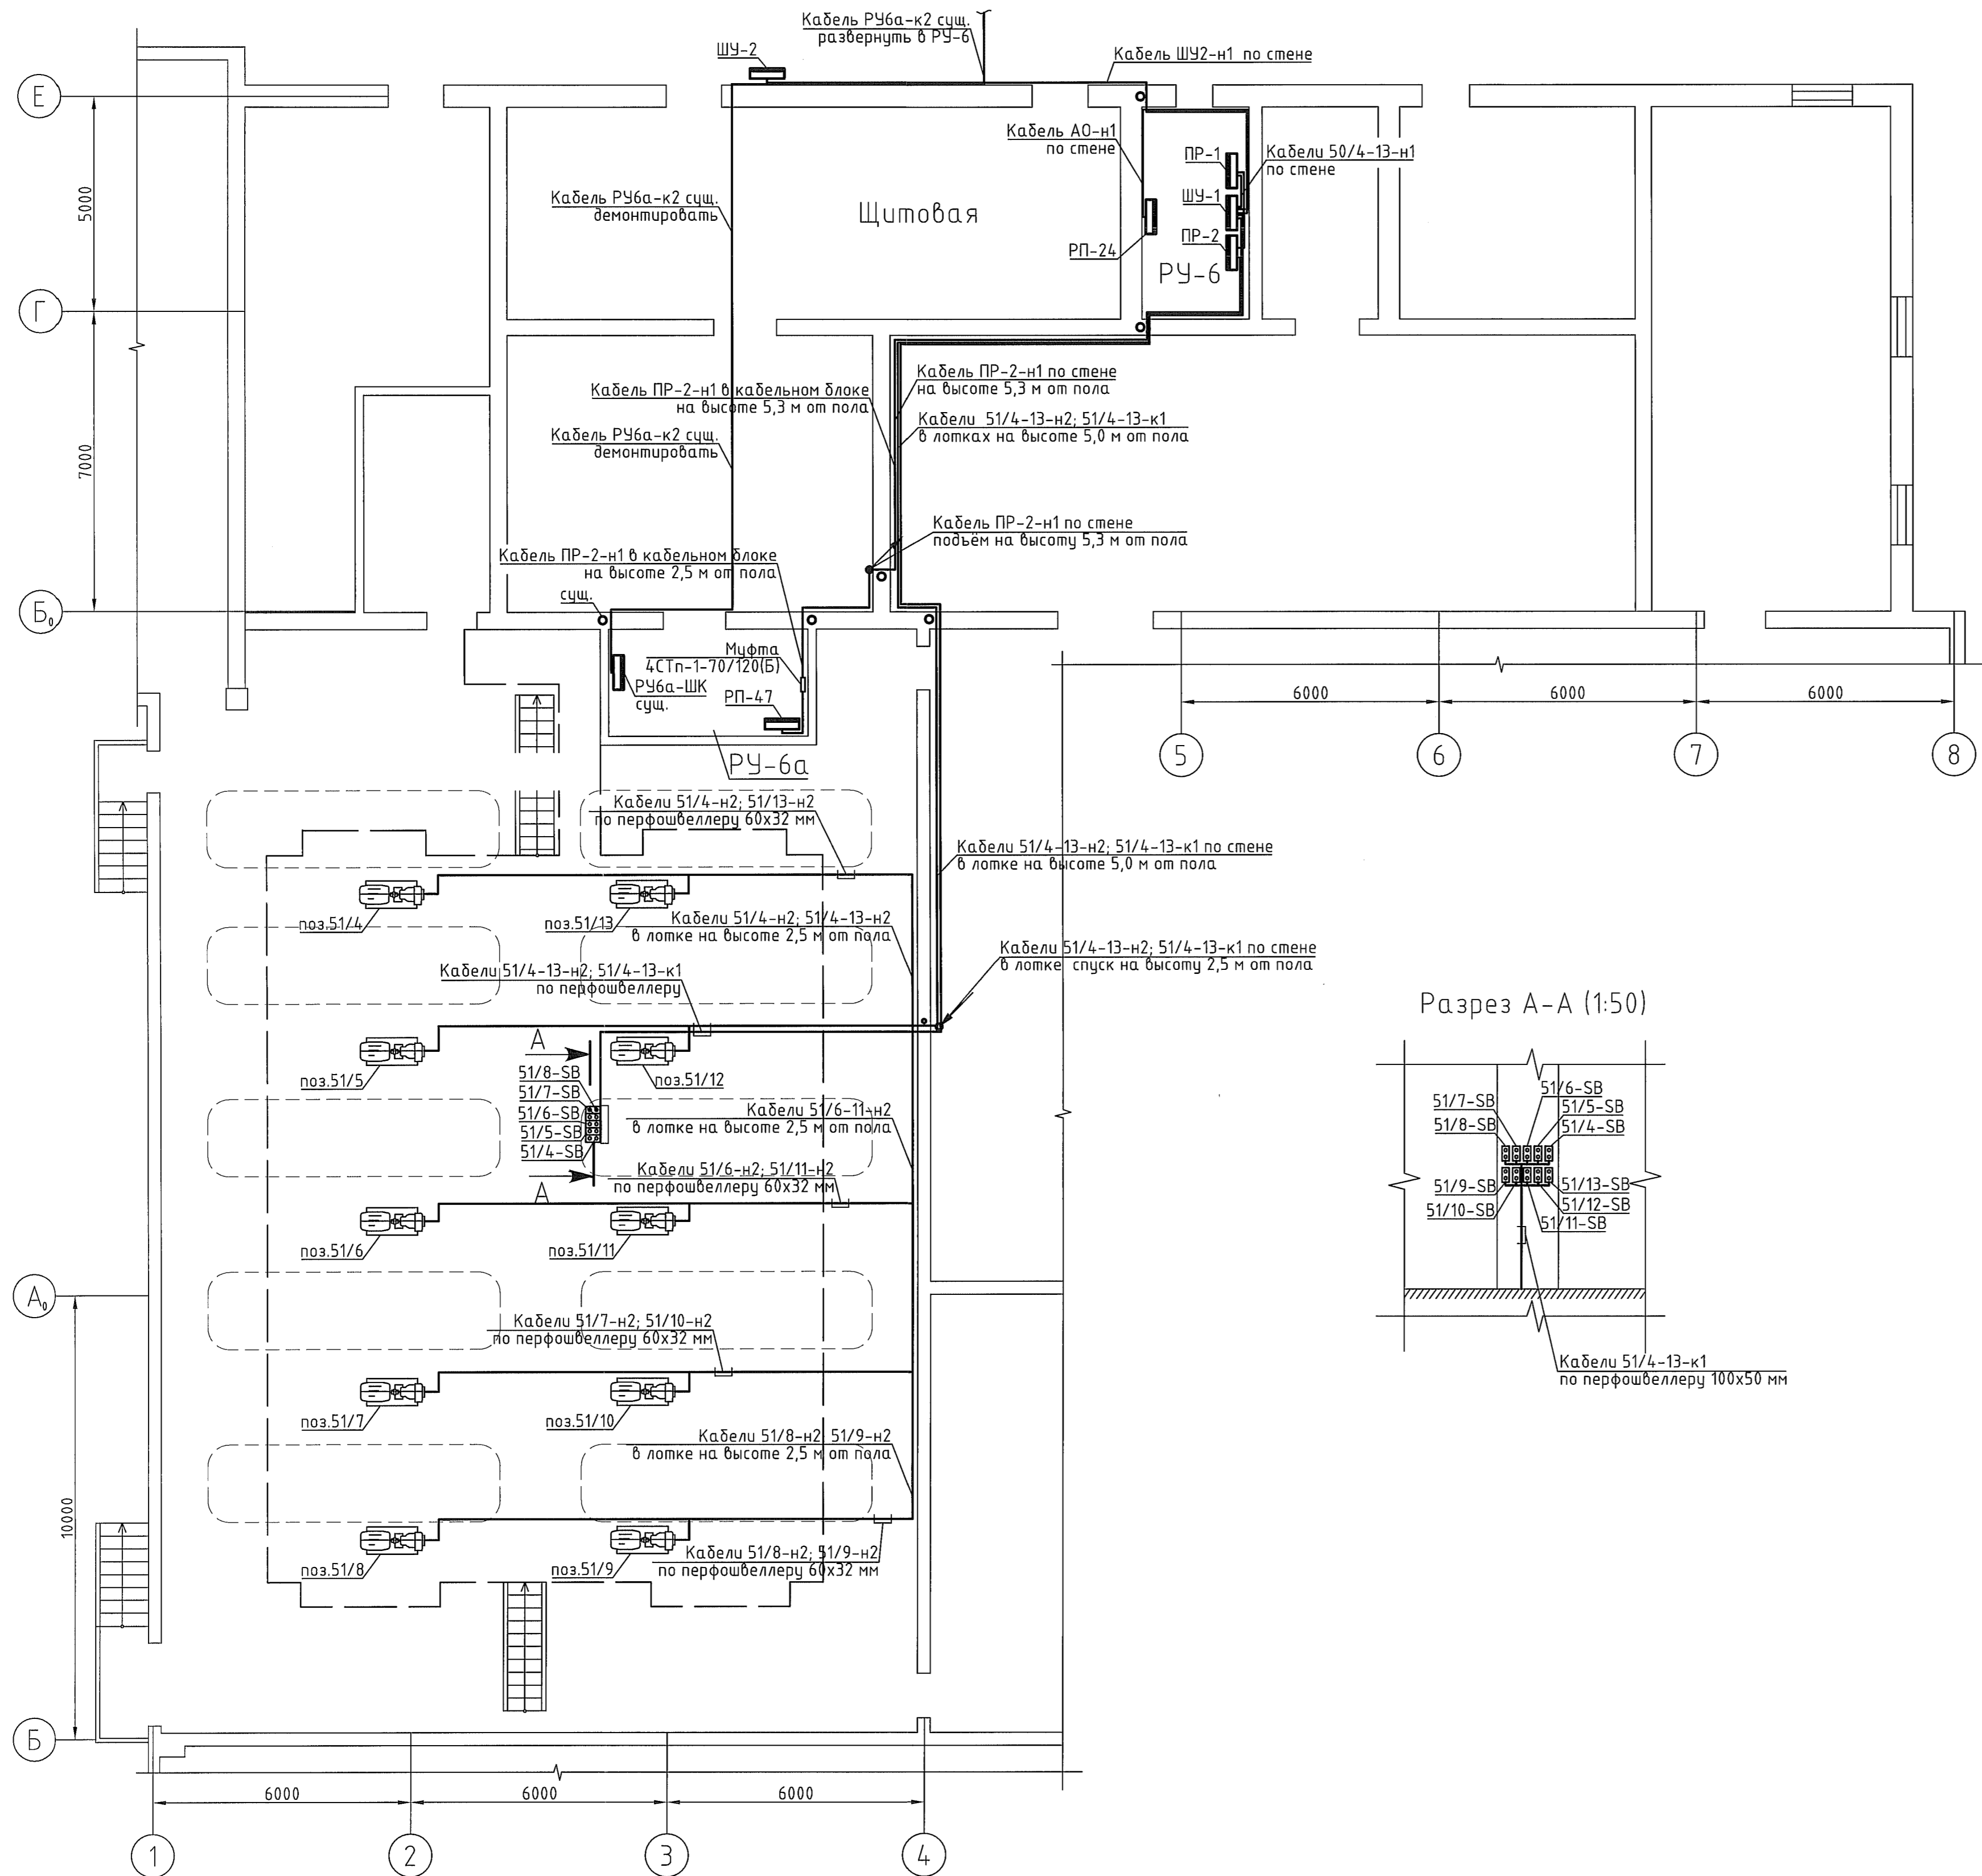 Кабель РУ6а-к2 сущ.
развернуть в РУ-6
ШУ-2
Кабель ШУ2-н1 по стене
Е
Кабель АО-н1
по стене
ПР-1
Кабели 50/4-13-н1
по стене
5000
Кабель РУ6а-к2 сущ.
демонтировать
Щитовая
ШУ-1
ПР-2
РП-24
РУ-6
Г
Кабель ПР-2-н1 в кабельном блоке
на высоте 5,3 м от пола
Кабель ПР-2-н1 по стене
на высоте 5,3 м от пола
Кабели 51/4-13-н2; 51/4-13-к1
в лотках на высоте 5,0 м от пола
Кабель РУ6а-к2 сущ.
демонтировать
7000
Кабель ПР-2-н1 по стене
подъём на высоту 5,3 м от пола
Кабель ПР-2-н1 в кабельном блоке
на высоте 2,5 м от пола
сущ.
Б₀
Муфта
4СТп-1-70/120(Б)
РУ6а-ШК
сущ.
РП-47
РУ-6а
6000
6000
6000
5
6
7
8
Кабели 51/4-н2; 51/13-н2
по перфошвеллеру 60х32 мм
Кабели 51/4-13-н2; 51/4-13-к1 по стене
в лотке на высоте 5,0 м от пола
поз.51/4
поз.51/13
Кабели 51/4-н2; 51/4-13-н2
в лотке на высоте 2,5 м от пола
Кабели 51/4-13-н2; 51/4-13-к1 по стене
в лотке спуск на высоту 2,5 м от пола
Кабели 51/4-13-н2; 51/4-13-к1
по перфошвеллеру
Разрез А-А (1:50)
А
поз.51/5
поз.51/12
51/8-SB
51/7-SB
51/6-SB
51/5-SB
51/4-SB
Кабели 51/6-11-н2
в лотке на высоте 2,5 м от пола
51/6-SB
51/7-SB
51/5-SB
51/8-SB
51/4-SB
51/9-SB
51/13-SB
51/10-SB
51/12-SB
51/11-SB
Кабели 51/6-н2; 51/11-н2
по перфошвеллеру 60х32 мм
А
поз.51/6
поз.51/11
А₀
Кабели 51/7-н2; 51/10-н2
по перфошвеллеру 60х32 мм
Кабели 51/4-13-к1
по перфошвеллеру 100х50 мм
поз.51/7
поз.51/10
Кабели 51/8-н2; 51/9-н2
в лотке на высоте 2,5 м от пола
10000
поз.51/8
поз.51/9
Кабели 51/8-н2; 51/9-н2
по перфошвеллеру 60х32 мм
Б
6000
6000
6000
1
2
3
4